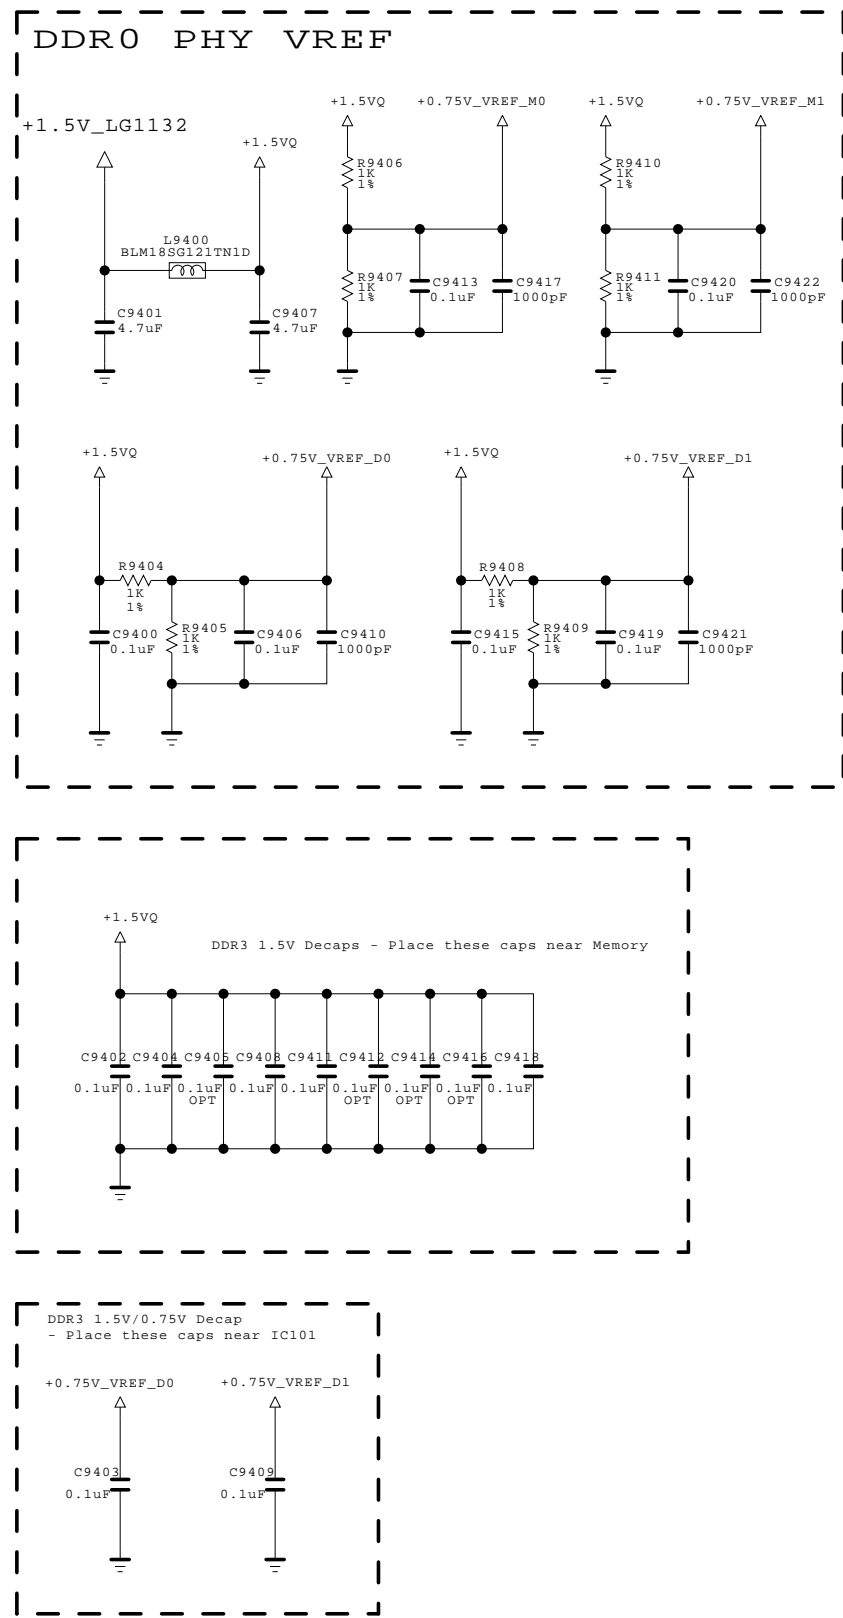 DDR0 PHY VREF
+1.5V_LG1132
+1.5VQ
L9400
BLM18SG121TN1D
C9401
4.7uF
C9407
4.7uF
+1.5VQ
+0.75V_VREF_M0
R9406
1K
1%
R9407
1K
1%
C9413
0.1uF
C9417
1000pF
+1.5VQ
+0.75V_VREF_M1
R9410
1K
1%
R9411
1K
1%
C9420
0.1uF
C9422
1000pF
+1.5VQ
+0.75V_VREF_D0
R9404
1K
1%
C9400
0.1uF
R9405
1K
1%
C9406
0.1uF
C9410
1000pF
+1.5VQ
+0.75V_VREF_D1
R9408
1K
1%
C9415
0.1uF
R9409
1K
1%
C9419
0.1uF
C9421
1000pF
+1.5VQ
DDR3 1.5V Decaps - Place these caps near Memory
C9402 C9404 C9405 C9408 C9411 C9412 C9414 C9416 C9418
0.1uF 0.1uF 0.1uF 0.1uF 0.1uF 0.1uF 0.1uF 0.1uF 0.1uF
OPT OPT OPT OPT
DDR3 1.5V/0.75V Decap
- Place these caps near IC101
+0.75V_VREF_D0
+0.75V_VREF_D1
C9403
0.1uF
C9409
0.1uF